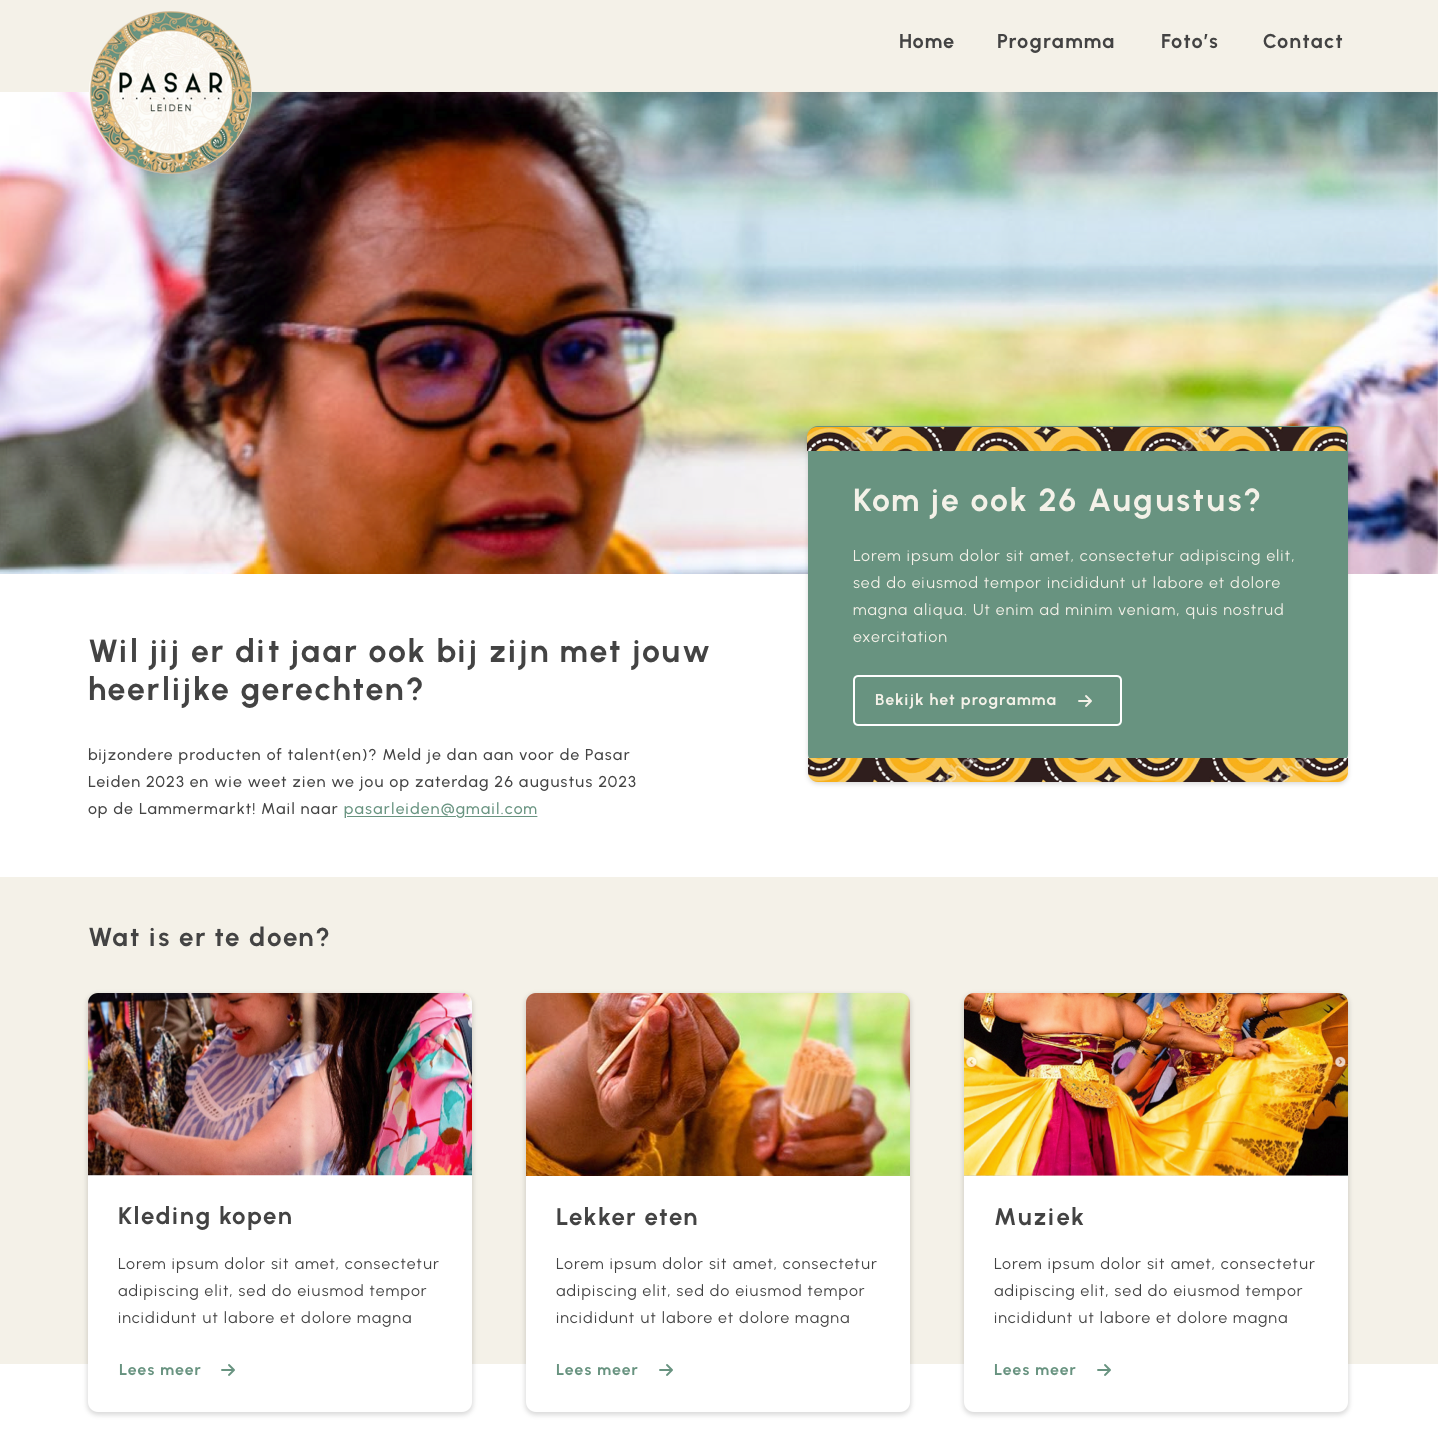 PASAR
LEIDEN
Home Programma Foto's Contact
Kom je ook 26 Augustus?
Lorem ipsum dolor sit amet, consectetur adipiscing elit,
sed do eiusmod tempor incididunt ut labore et dolore
magna aliqua. Ut enim ad minim veniam, quis nostrud
exercitation
Bekijk het programma
Wil jij er dit jaar ook bij zijn met jouw
heerlijke gerechten?
bijzondere producten of talent(en)? Meld je dan aan voor de Pasar
Leiden 2023 en wie weet zien we jou op zaterdag 26 augustus 2023
op de Lammermarkt! Mail naar pasarleiden@gmail.com
Wat is er te doen?
Kleding kopen
Lorem ipsum dolor sit amet, consectetur
adipiscing elit, sed do eiusmod tempor
incididunt ut labore et dolore magna
Lees meer
Lekker eten
Lorem ipsum dolor sit amet, consectetur
adipiscing elit, sed do eiusmod tempor
incididunt ut labore et dolore magna
Lees meer
Muziek
Lorem ipsum dolor sit amet, consectetur
adipiscing elit, sed do eiusmod tempor
incididunt ut labore et dolore magna
Lees meer